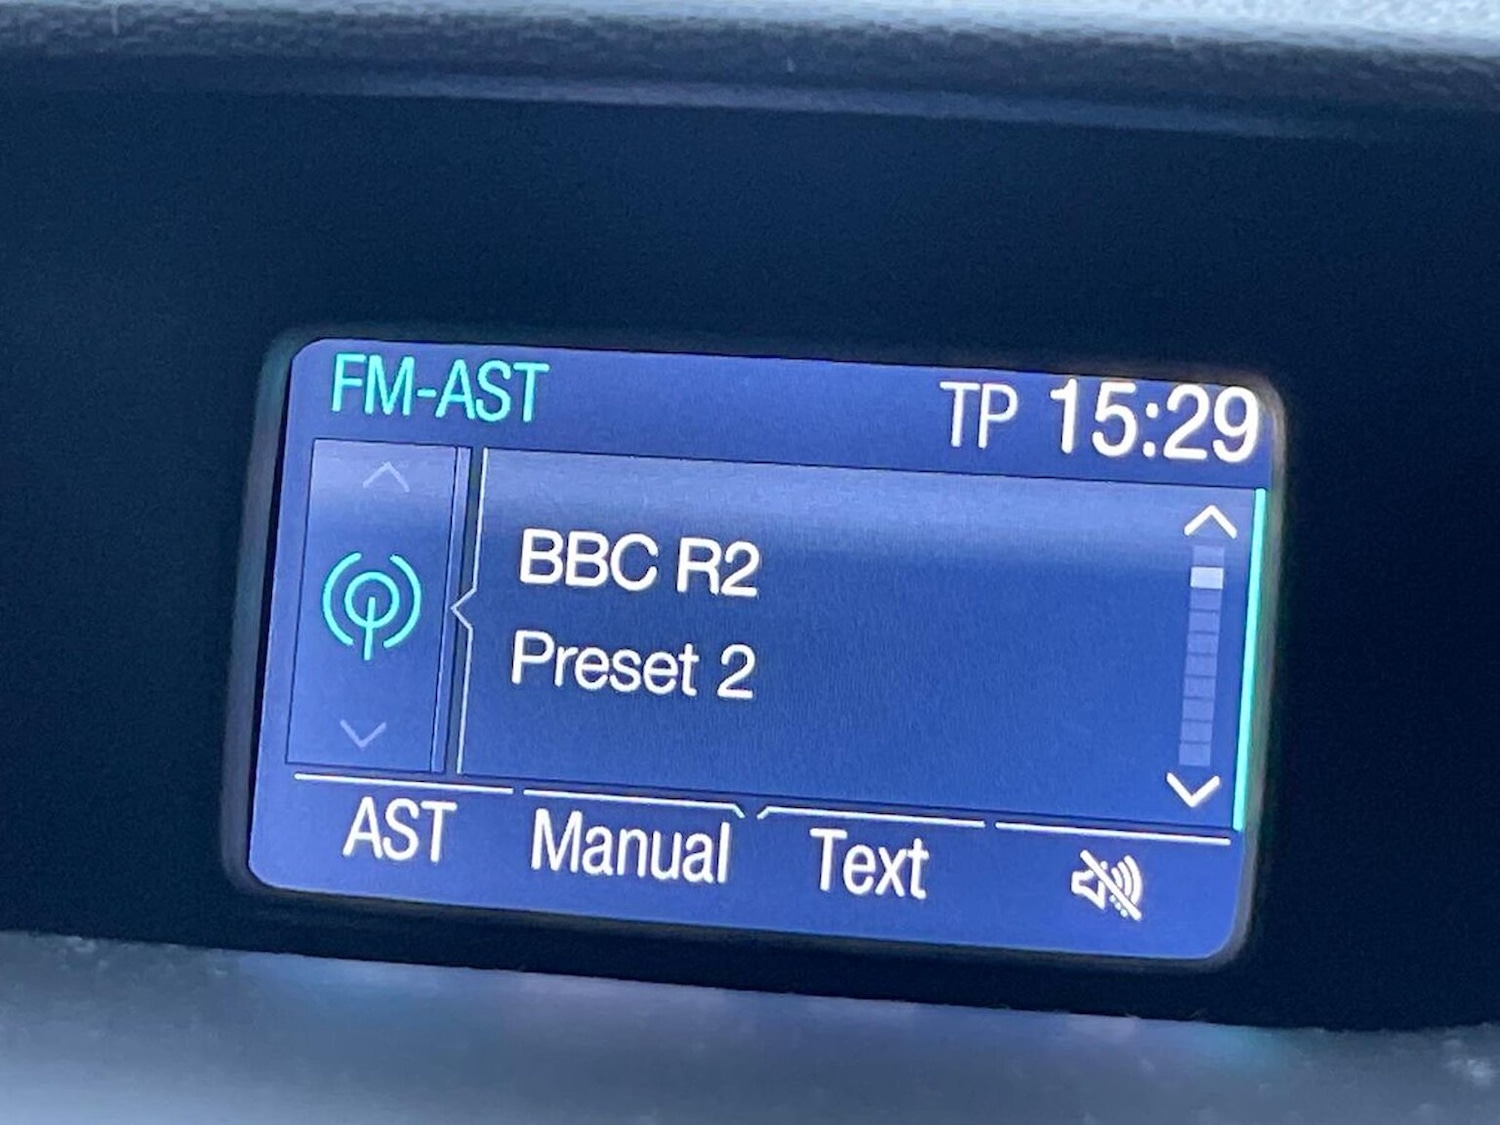 FM-AST TP 15:29
BBC R2
Preset 2
AST Manual Text